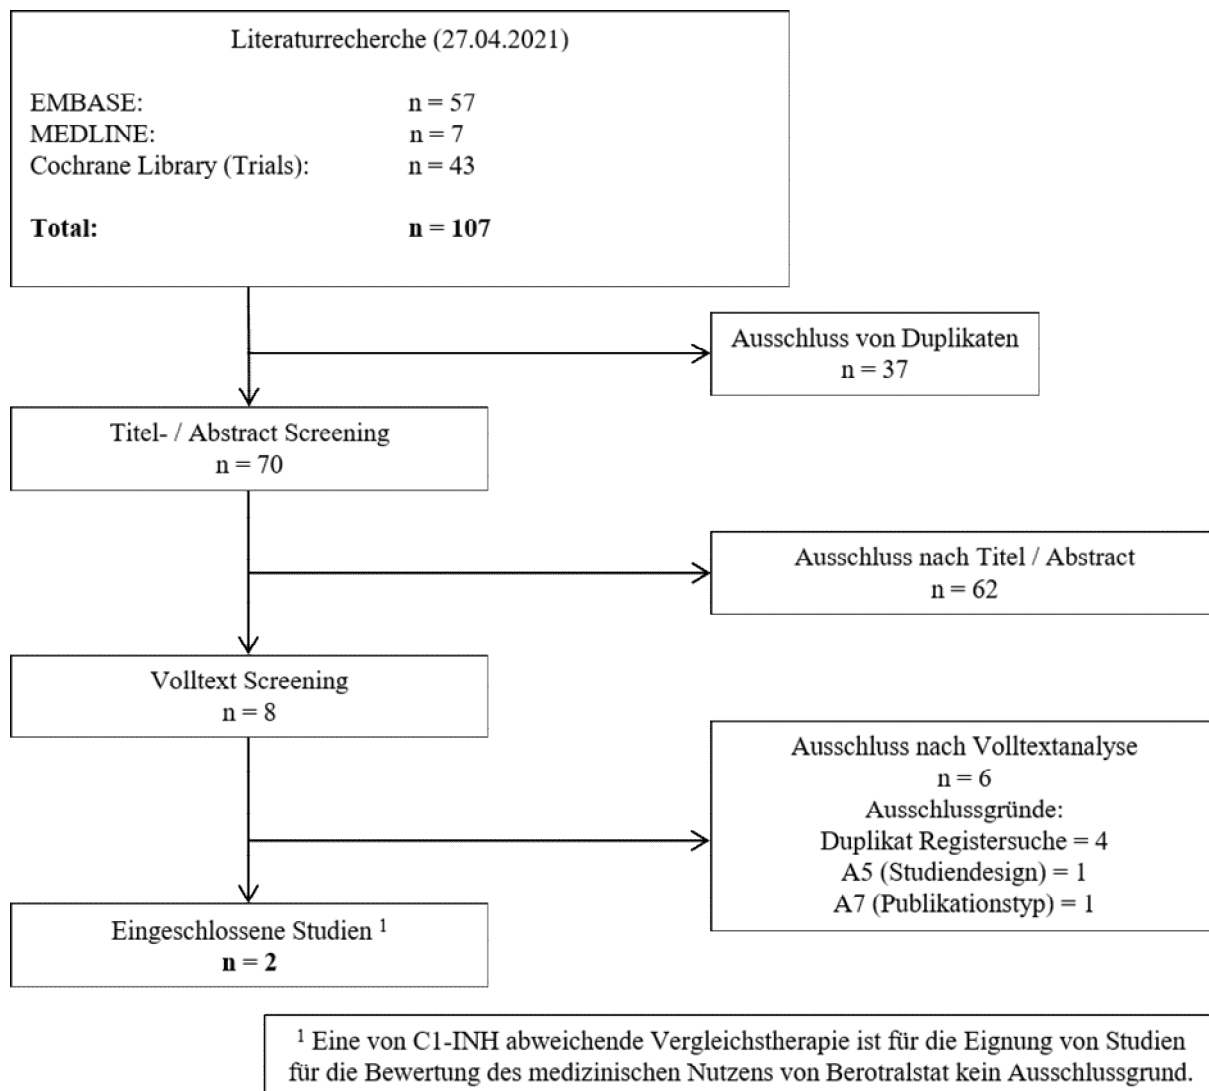 Literaturrecherche (27.04.2021)
EMBASE: n = 57
MEDLINE: n = 7
Cochrane Library (Trials): n = 43
Total: n = 107
Ausschluss von Duplikaten
n = 37
Titel- / Abstract Screening
n = 70
Ausschluss nach Titel / Abstract
n = 62
Volltext Screening
n = 8
Ausschluss nach Volltextanalyse
n = 6
Ausschlussgründe:
Duplikat Registersuche = 4
A5 (Studiendesign) = 1
A7 (Publikationstyp) = 1
Eingeschlossene Studien ¹
n = 2
¹ Eine von C1-INH abweichende Vergleichstherapie ist für die Eignung von Studien
für die Bewertung des medizinischen Nutzens von Berotralstat kein Ausschlussgrund.